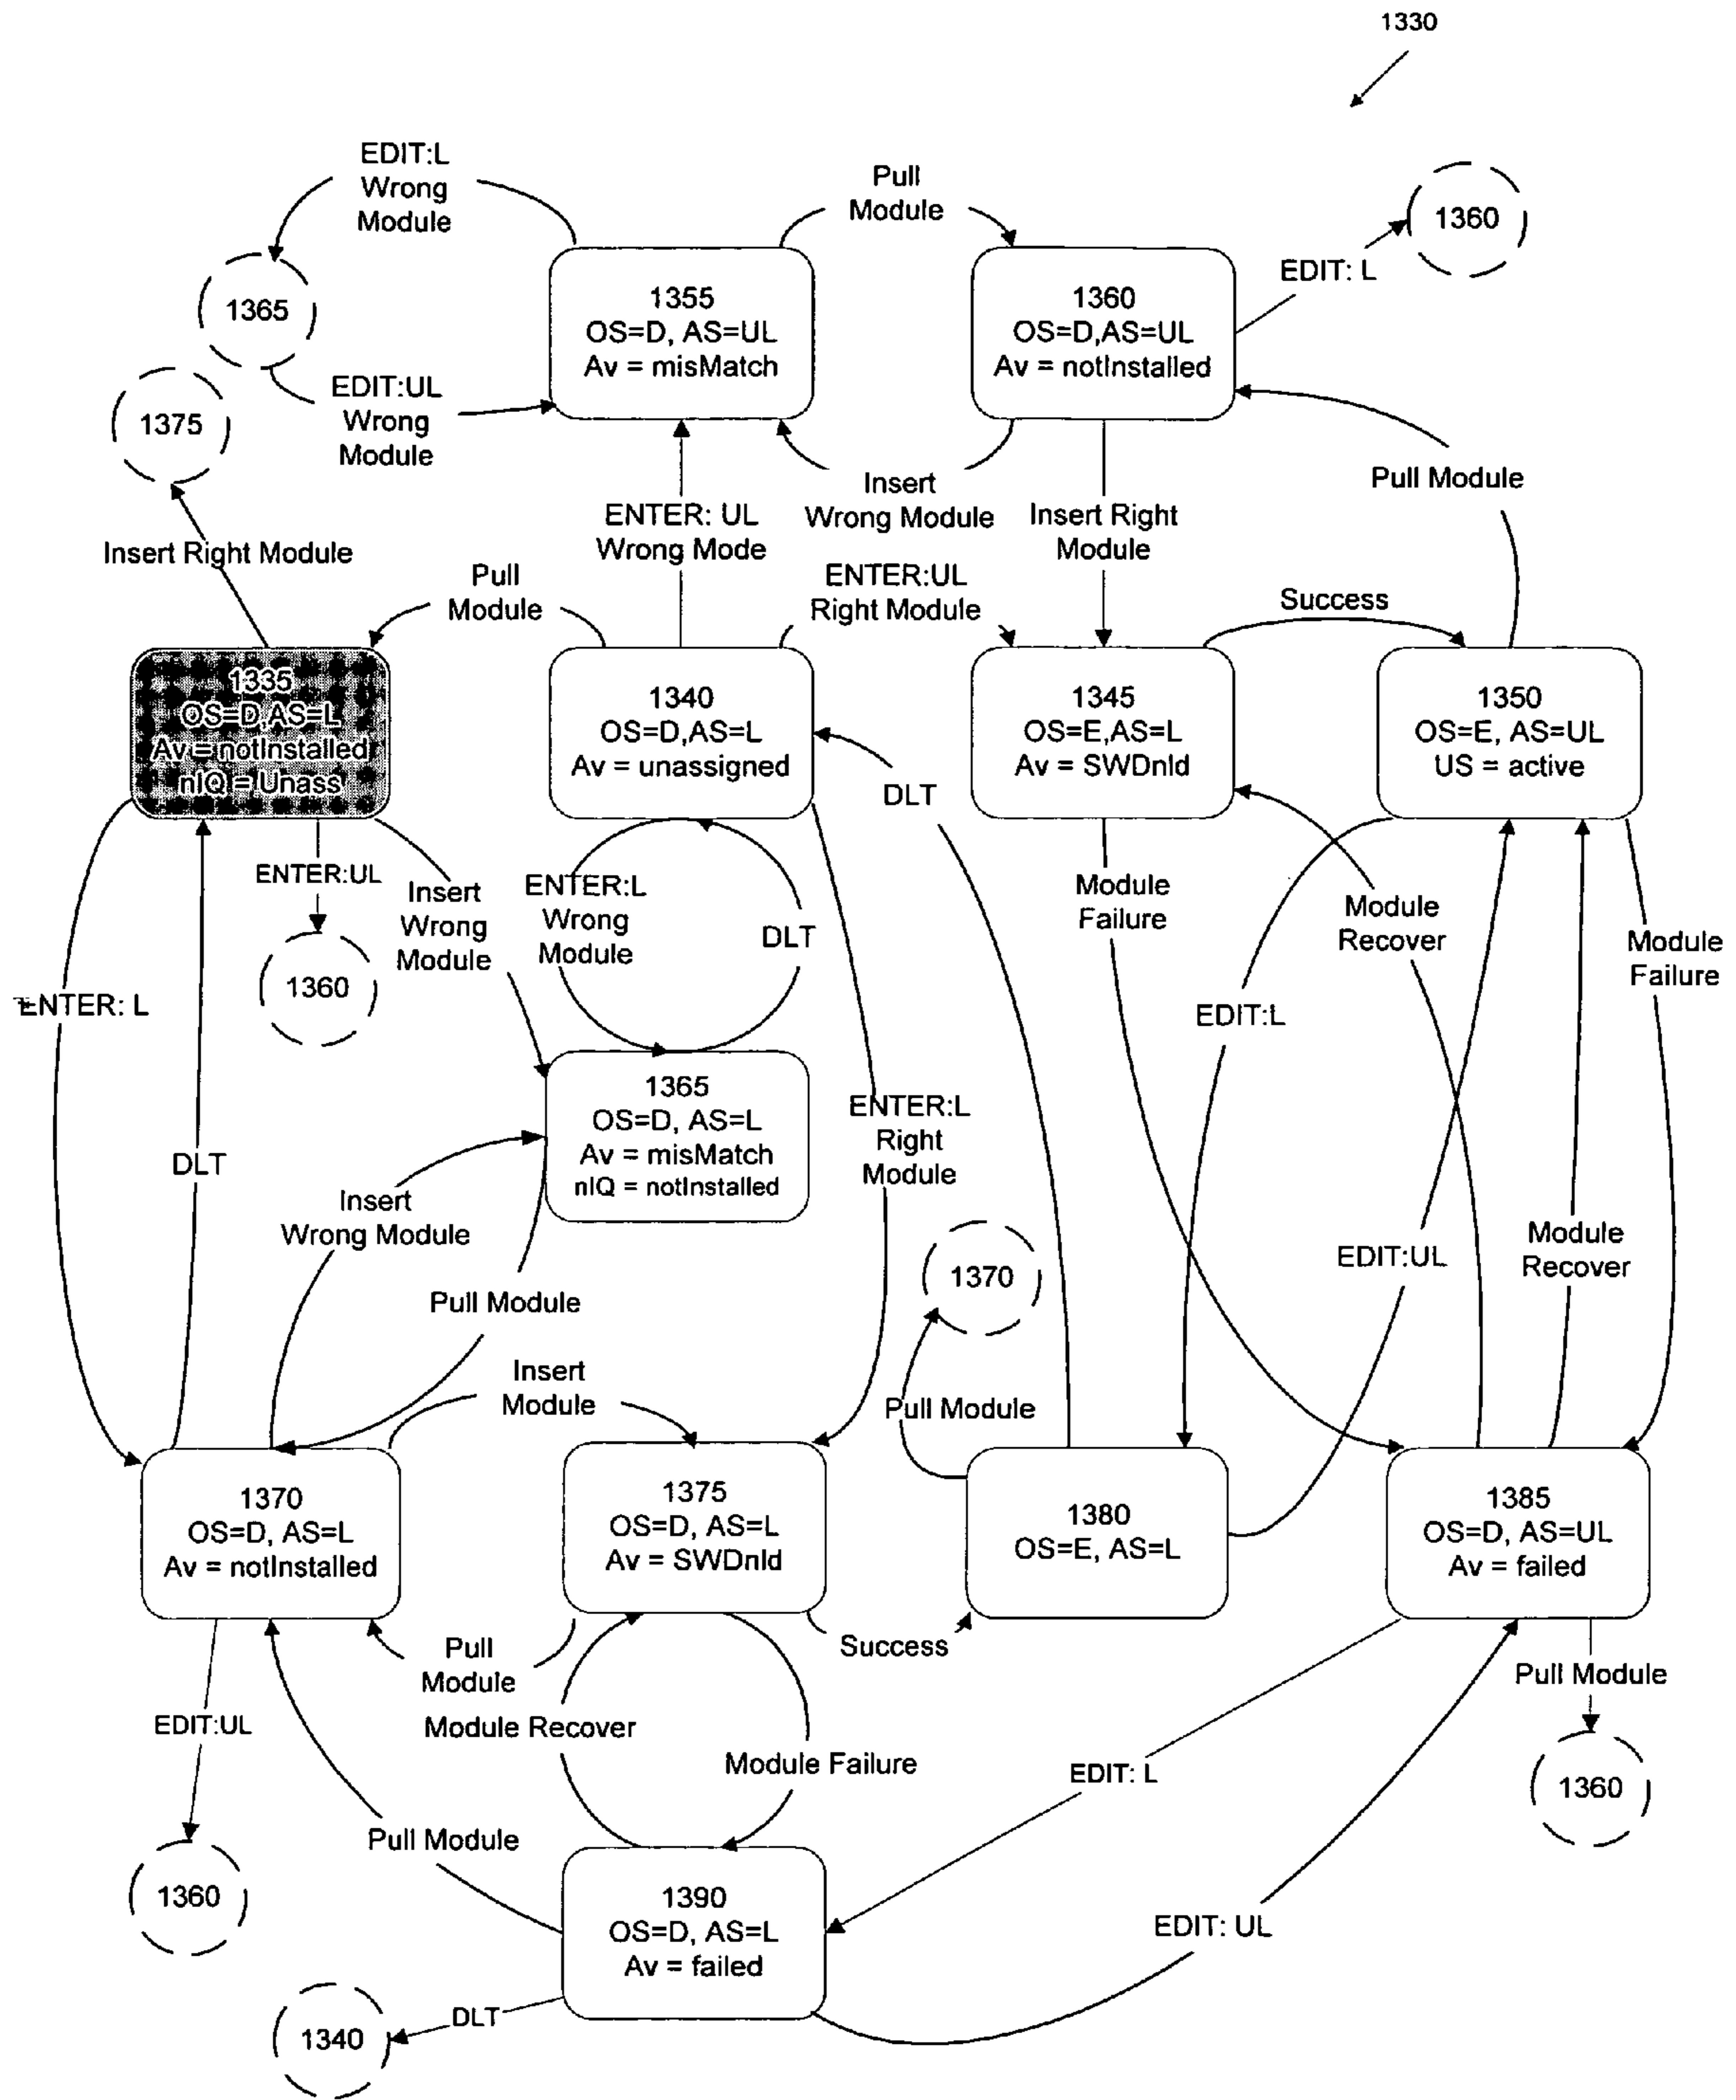 1330
EDIT:L
Wrong
Module
Pull
Module
1360
EDIT: L
1365
1355
OS=D, AS=UL
Av = misMatch
1360
OS=D,AS=UL
Av = notInstalled
EDIT:UL
Wrong
Module
1375
Pull Module
Insert
Wrong Module
Insert Right
Module
ENTER: UL
Wrong Mode
Insert Right Module
Pull
Module
ENTER:UL
Right Module
Success
1335
OS=D,AS=L
Av = notInstalled
nIQ = Unass
1340
OS=D,AS=L
Av = unassigned
1345
OS=E,AS=L
Av = SWDnld
1350
OS=E, AS=UL
US = active
DLT
ENTER:UL
Insert
Wrong
Module
ENTER:L
Wrong
Module
DLT
Module
Failure
Module
Recover
Module
Failure
1360
ENTER: L
EDIT:L
1365
OS=D, AS=L
Av = misMatch
nIQ = notInstalled
ENTER:L
Right
Module
DLT
Insert
Wrong Module
1370
EDIT:UL
Module
Recover
Pull Module
Insert
Module
Pull Module
1370
OS=D, AS=L
Av = notInstalled
1375
OS=D, AS=L
Av = SWDnld
1380
OS=E, AS=L
1385
OS=D, AS=UL
Av = failed
Pull
Module
Success
Pull Module
EDIT:UL
Module Recover
Module Failure
EDIT: L
1360
Pull Module
1360
1390
OS=D, AS=L
Av = failed
EDIT: UL
DLT
1340